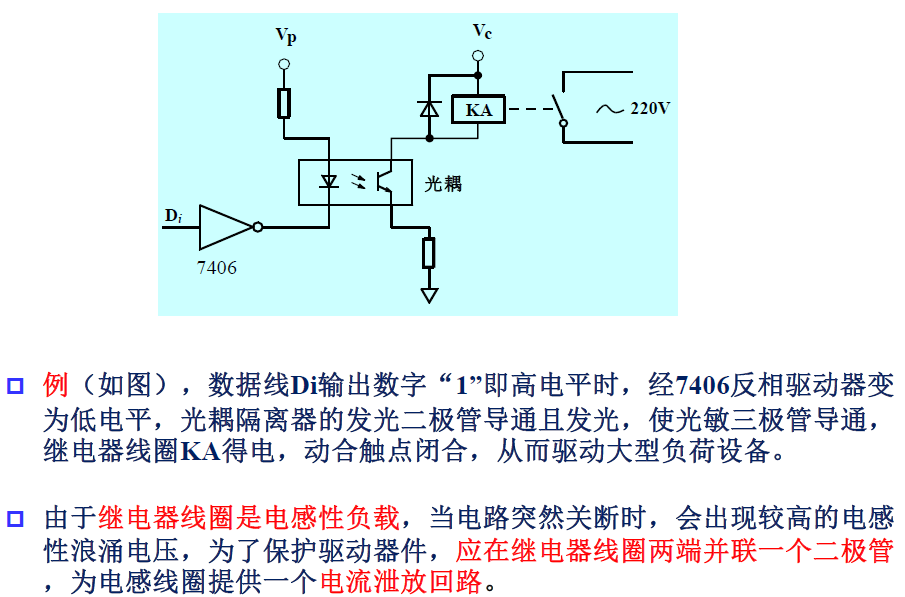 Vp
Vc
KA
220V
光耦
Di
7406
例（如图），数据线Di输出数字“1”即高电平时，经7406反相驱动器变
为低电平，光耦隔离器的发光二极管导通且发光，使光敏三极管导通，
继电器线圈KA得电，动合触点闭合，从而驱动大型负荷设备。
由于继电器线圈是电感性负载，当电路突然关断时，会出现较高的电感
性浪涌电压，为了保护驱动器件，应在继电器线圈两端并联一个二极管
，为电感线圈提供一个电流泄放回路。